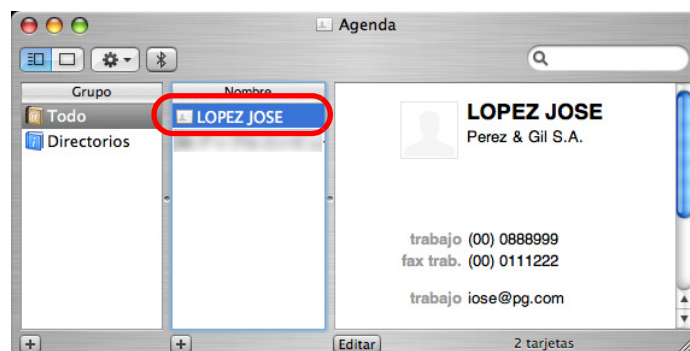 Agenda
Grupo
Nombre
Todo
Directorios
LOPEZ JOSE
LOPEZ JOSE
Perez & Gil S.A.
trabajo (00) 0888999
fax trab. (00) 0111222
trabajo iose@pg.com
Editar
2 tarjetas